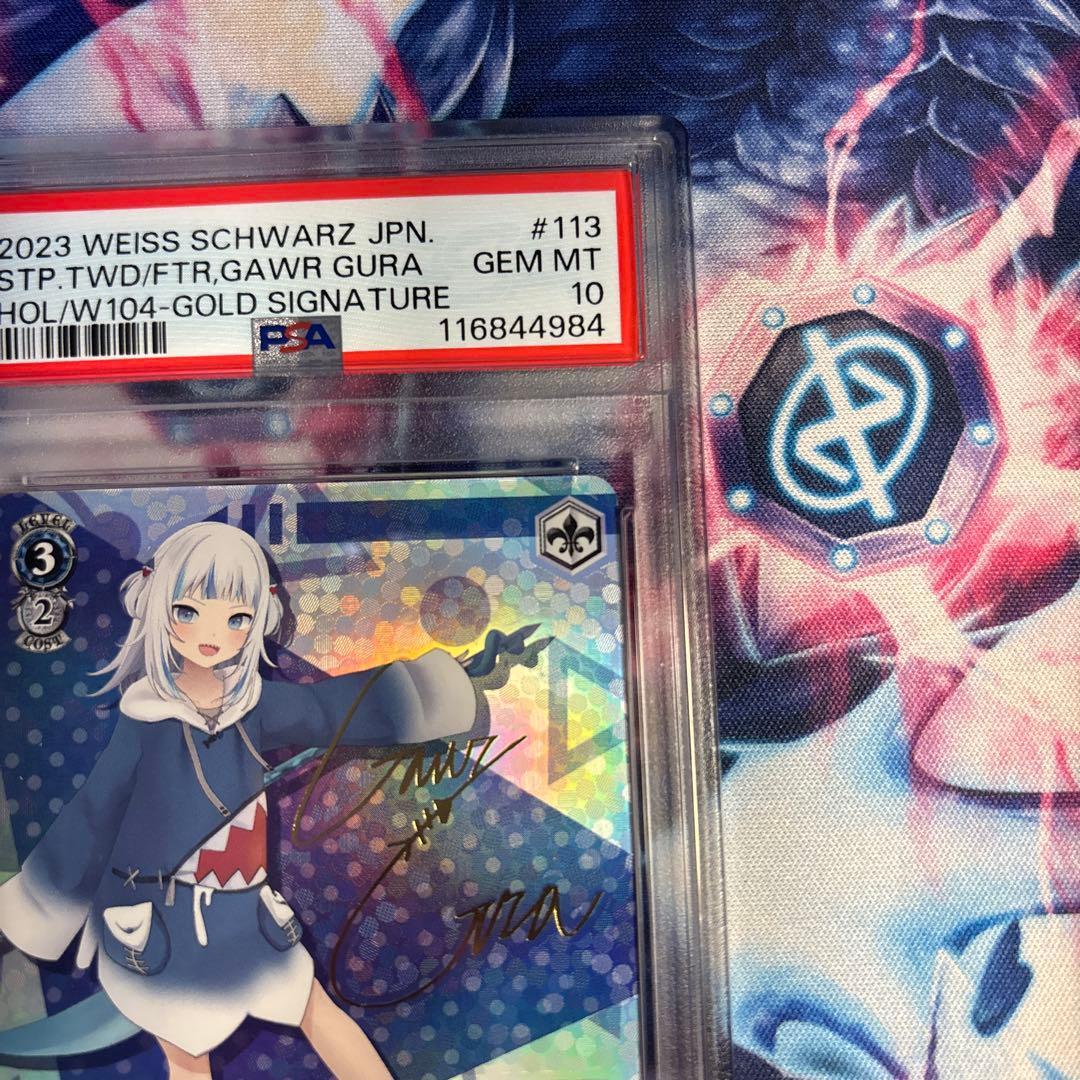 2023 WEISS SCHWARZ JPN. #113
STP.TWD/FTR,GAWR GURA GEM MT
HOL/W104-GOLD SIGNATURE 10
PSA 116844984
LEVEL
3
2
COST
Gawr
Gura